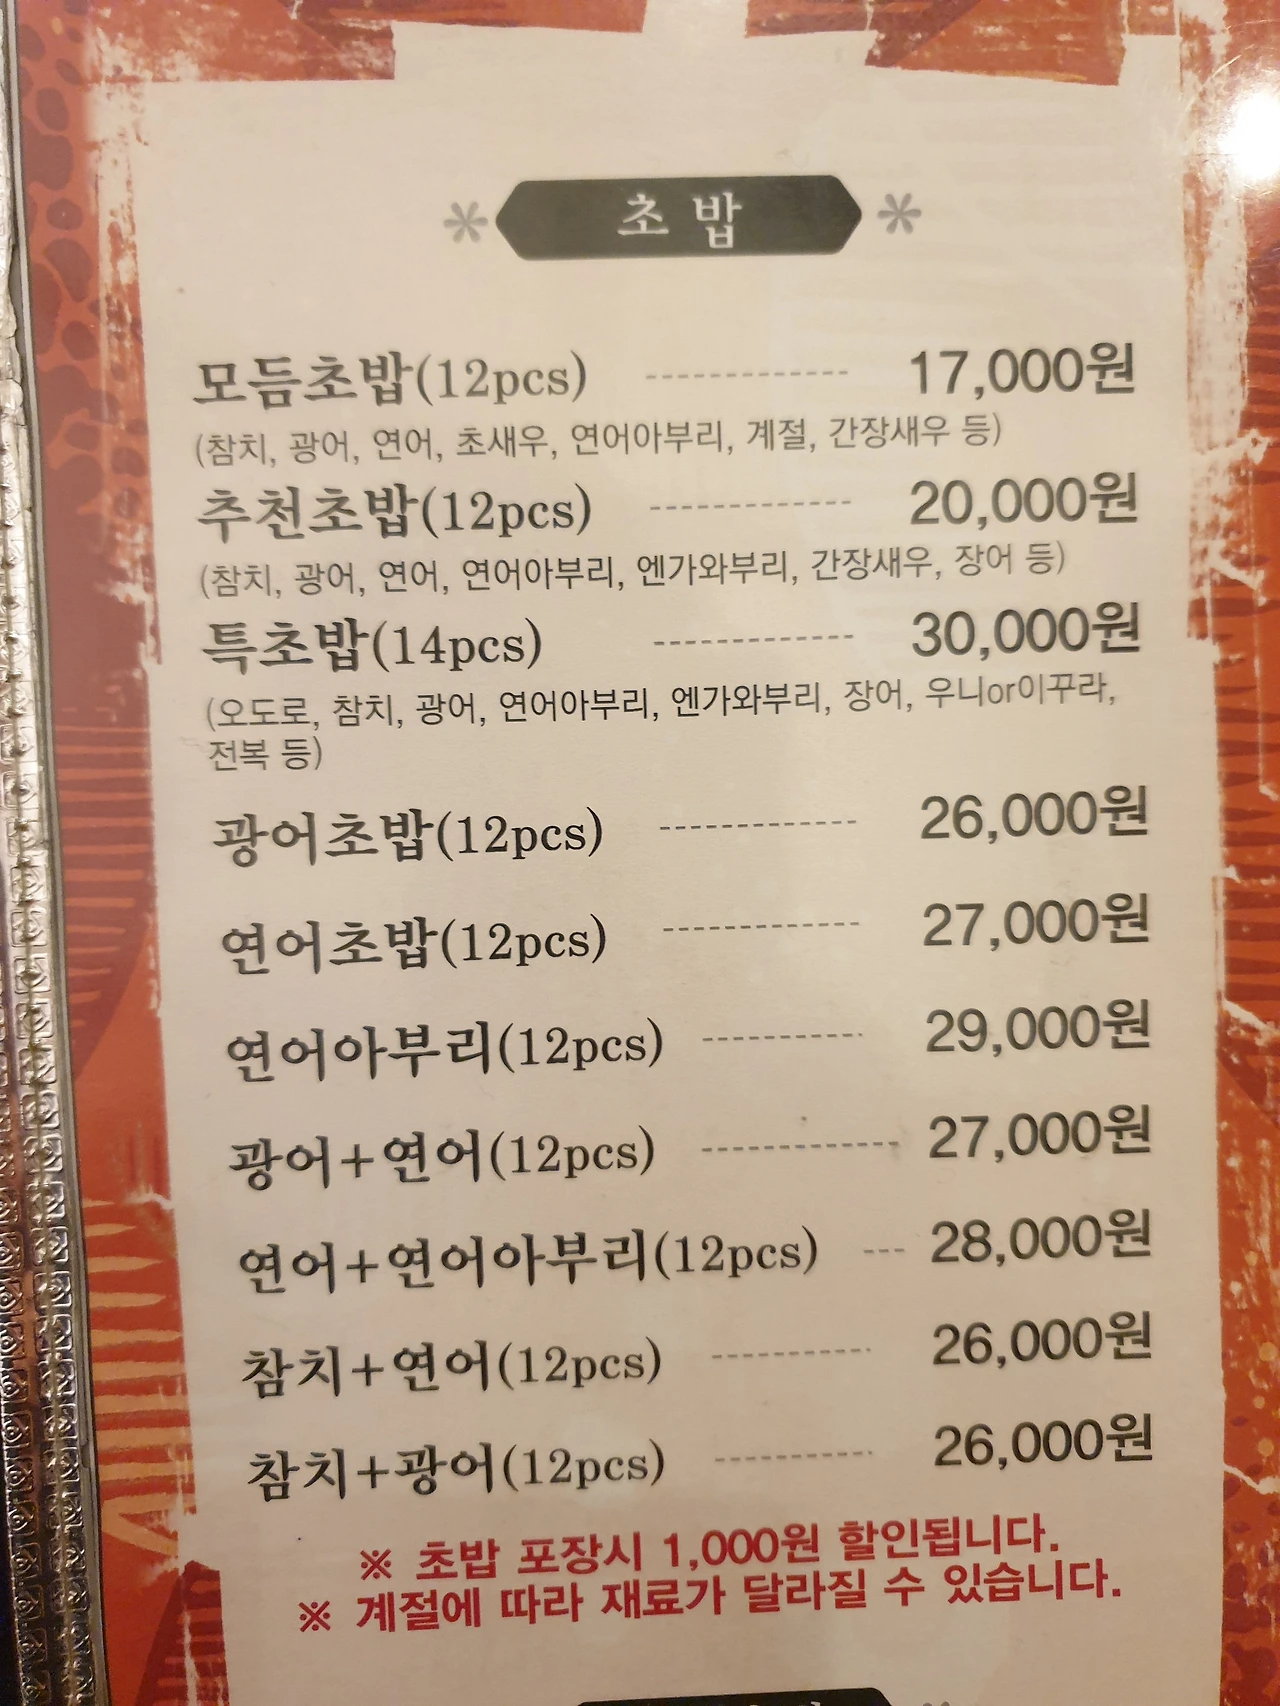 초밥
모듬초밥(12pcs) 17,000원
(참치, 광어, 연어, 초새우, 연어아부리, 계절, 간장새우 등)
추천초밥(12pcs) 20,000원
(참치, 광어, 연어, 연어아부리, 엔가와부리, 간장새우, 장어 등)
특초밥(14pcs) 30,000원
(오도로, 참치, 광어, 연어아부리, 엔가와부리, 장어, 우니or이꾸라,
전복 등)
광어초밥(12pcs) 26,000원
연어초밥(12pcs) 27,000원
연어아부리(12pcs) 29,000원
광어+연어(12pcs) 27,000원
연어+연어아부리(12pcs) 28,000원
참치+연어(12pcs) 26,000원
참치+광어(12pcs) 26,000원
※ 초밥 포장시 1,000원 할인됩니다.
※ 계절에 따라 재료가 달라질 수 있습니다.